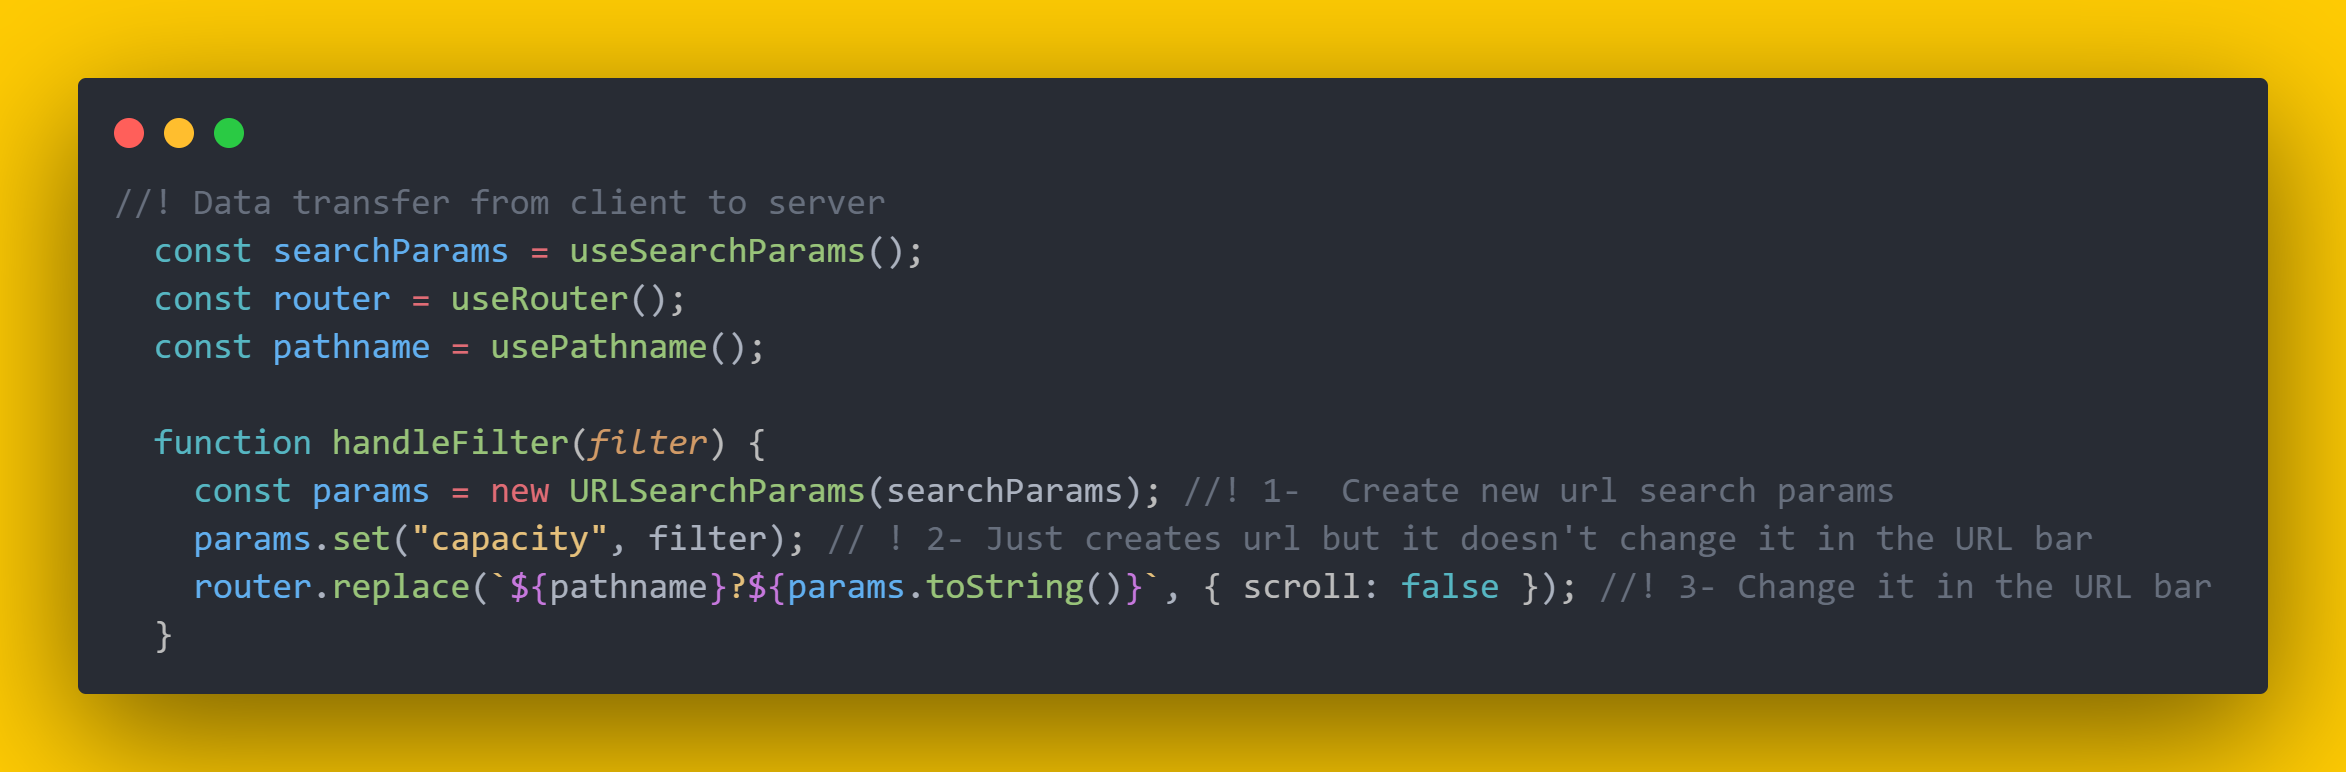 //! Data transfer from client to server
  const searchParams = useSearchParams();
  const router = useRouter();
  const pathname = usePathname();

  function handleFilter(filter) {
    const params = new URLSearchParams(searchParams); //! 1-  Create new url search params
    params.set("capacity", filter); // ! 2- Just creates url but it doesn't change it in the URL bar
    router.replace(`${pathname}?${params.toString()}`, { scroll: false }); //! 3- Change it in the URL bar
  }